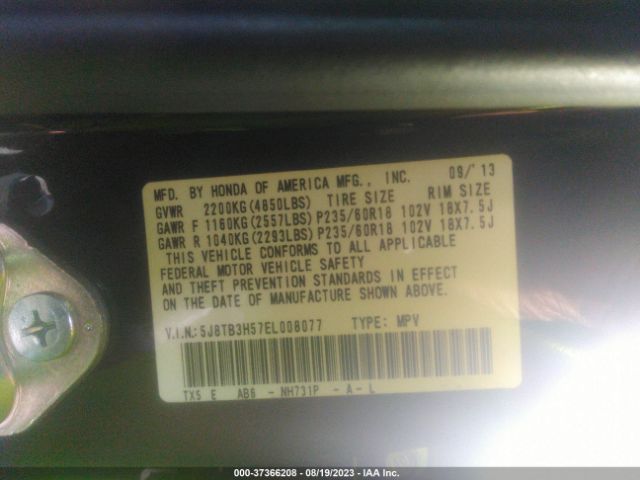 MFD. BY HONDA OF AMERICA MFG., INC. 09/'13
GVWR 2200KG(4850LBS) TIRE SIZE RIM SIZE
GAWR F 1160KG(2557LBS)P235/60R18 102V 18X7.5J
GAWR R 1040KG(2293LBS)P235/60R18 102V 18X7.5J
THIS VEHICLE CONFORMS TO ALL APPLICABLE
FEDERAL MOTOR VEHICLE SAFETY
AND THEFT PREVENTION STANDARDS IN EFFECT
ON THE DATE OF MANUFACTURE SHOWN ABOVE.
V.I.N.:5J8TB3H57EL008077 TYPE: MPV
TX5 E AB6 - NH731P - A - L
000-37366208 - 08/19/2023 - IAA Inc.